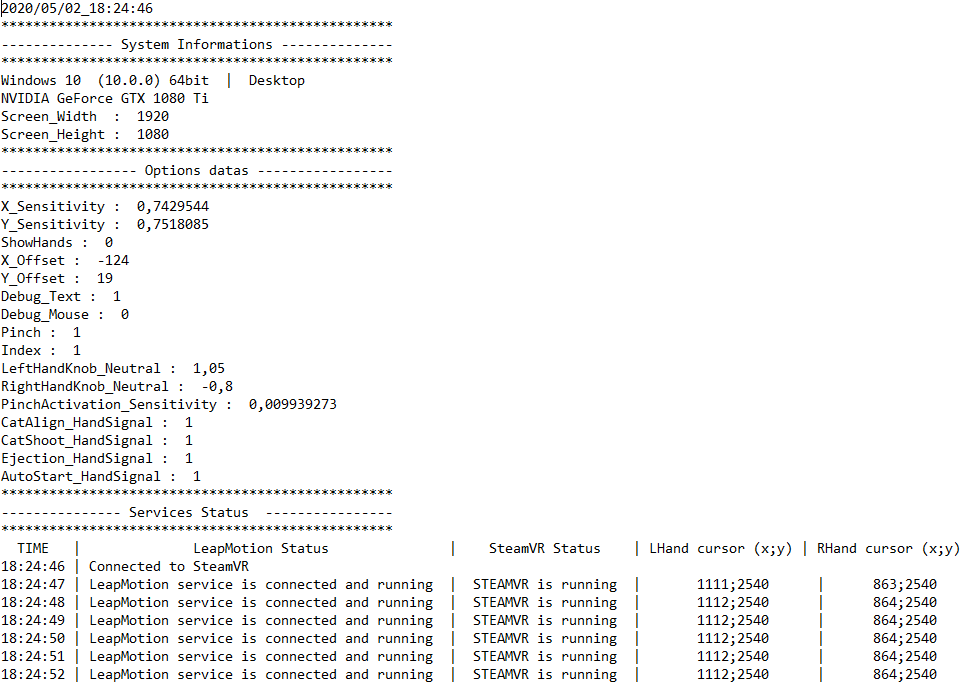 2020/05/02_18:24:46
*************************************************
-------------- System Informations --------------
*************************************************
Windows 10  (10.0.0) 64bit  |  Desktop
NVIDIA GeForce GTX 1080 Ti
Screen_Width  :  1920
Screen_Height :  1080
*************************************************
----------------- Options datas -----------------
*************************************************
X_Sensitivity :  0,7429544
Y_Sensitivity :  0,7518085
ShowHands :  0
X_Offset :  -124
Y_Offset :  19
Debug_Text :  1
Debug_Mouse :  0
Pinch :  1
Index :  1
LeftHandKnob_Neutral :  1,05
RightHandKnob_Neutral :  -0,8
PinchActivation_Sensitivity :  0,009939273
CatAlign_HandSignal :  1
CatShoot_HandSignal :  1
Ejection_HandSignal :  1
AutoStart_HandSignal :  1
*************************************************
--------------- Services Status  ----------------
*************************************************
  TIME   |              LeapMotion Status               |    SteamVR Status    | LHand cursor (x;y) | RHand cursor (x;y)
18:24:46 | Connected to SteamVR
18:24:47 | LeapMotion service is connected and running  |  STEAMVR is running  |       1111;2540      |      863;2540
18:24:48 | LeapMotion service is connected and running  |  STEAMVR is running  |       1112;2540      |      864;2540
18:24:49 | LeapMotion service is connected and running  |  STEAMVR is running  |       1112;2540      |      864;2540
18:24:50 | LeapMotion service is connected and running  |  STEAMVR is running  |       1112;2540      |      864;2540
18:24:51 | LeapMotion service is connected and running  |  STEAMVR is running  |       1112;2540      |      864;2540
18:24:52 | LeapMotion service is connected and running  |  STEAMVR is running  |       1112;2540      |      864;2540